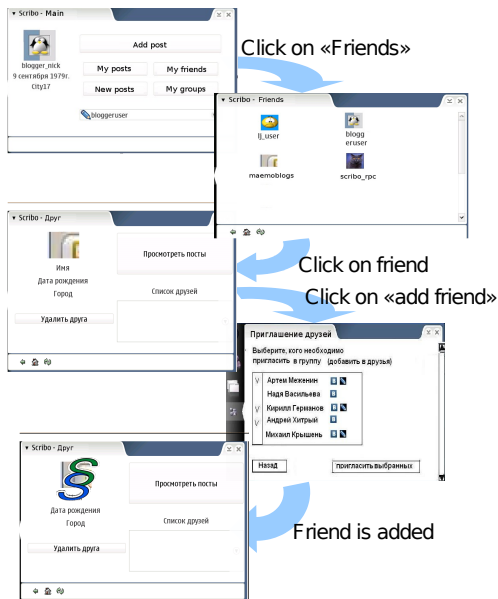 Scribo - Main
Add post
blogger_nick
9 сентября 1979г.
City17
My posts
My friends
New posts
My groups
bloggeruser
Click on «Friends»
Scribo - Friends
lj_user
blogg
eruser
maemoblogs
scribo_rpc
Scribo - Друг
Имя
Дата рождения
Город
Удалить друга
Просмотреть посты
Список друзей
Click on friend
Click on «add friend»
Приглашение друзей
Выберите, кого необходимо
пригласить в группу (добавить в друзья)
V Артем Меженин
Надя Васильева
V Кирилл Германов
V Андрей Хитрый
Михаил Крышень
Назад
пригласить выбранных
Scribo - Друг
Дата рождения
Город
Удалить друга
Просмотреть посты
Список друзей
Friend is added